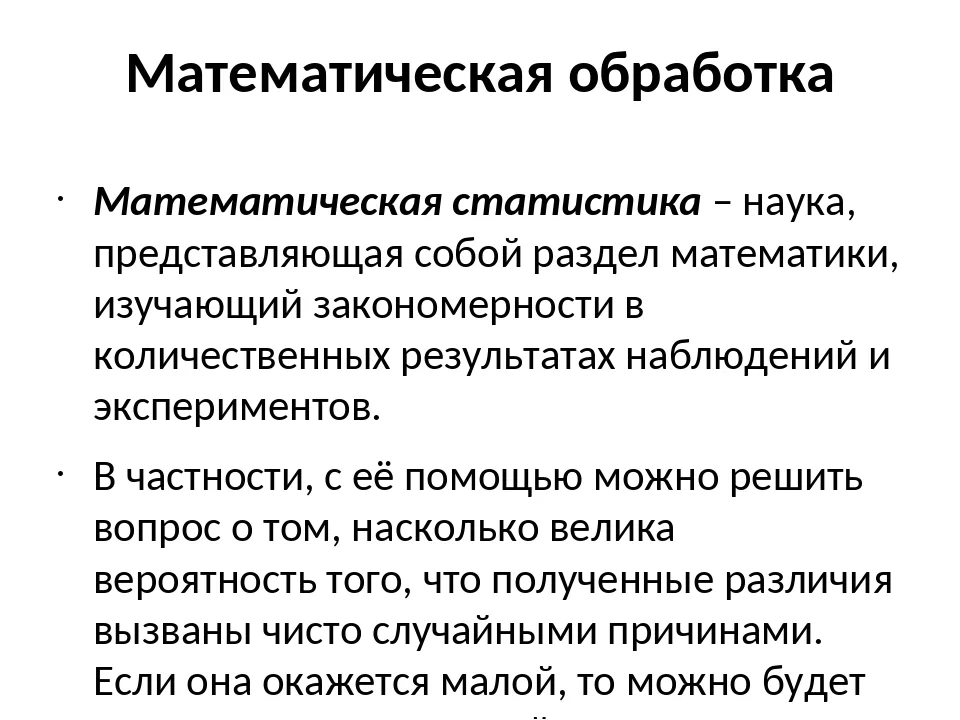 Математическая обработка
· Математическая статистика – наука,
представляющая собой раздел математики,
изучающий закономерности в
количественных результатах наблюдений и
экспериментов.
· В частности, с её помощью можно решить
вопрос о том, насколько велика
вероятность того, что полученные различия
вызваны чисто случайными причинами.
Если она окажется малой, то можно будет